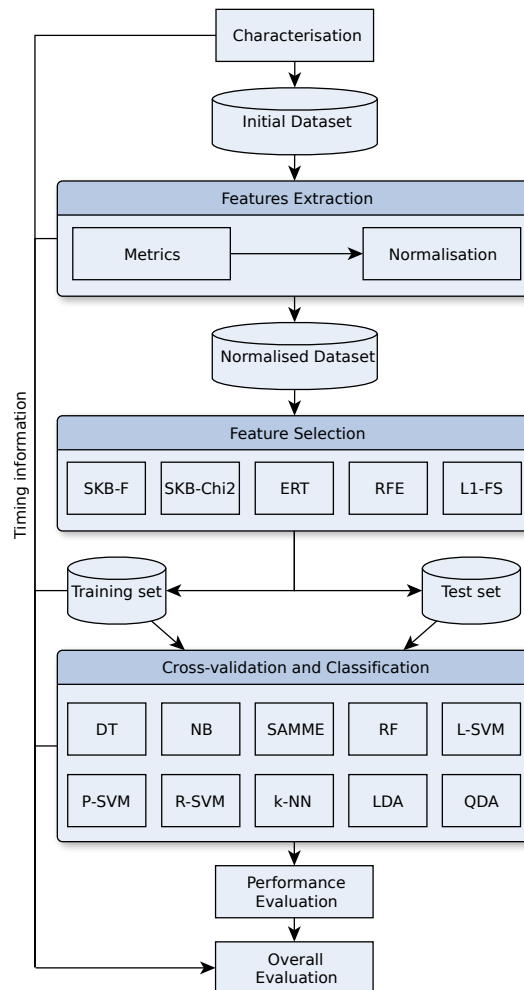 Characterisation
Initial Dataset
Features Extraction
Metrics
Normalisation
Normalised Dataset
Feature Selection
SKB-F
SKB-Chi2
ERT
RFE
L1-FS
Timing information
Training set
Test set
Cross-validation and Classification
DT
NB
SAMME
RF
L-SVM
P-SVM
R-SVM
k-NN
LDA
QDA
Performance
Evaluation
Overall
Evaluation